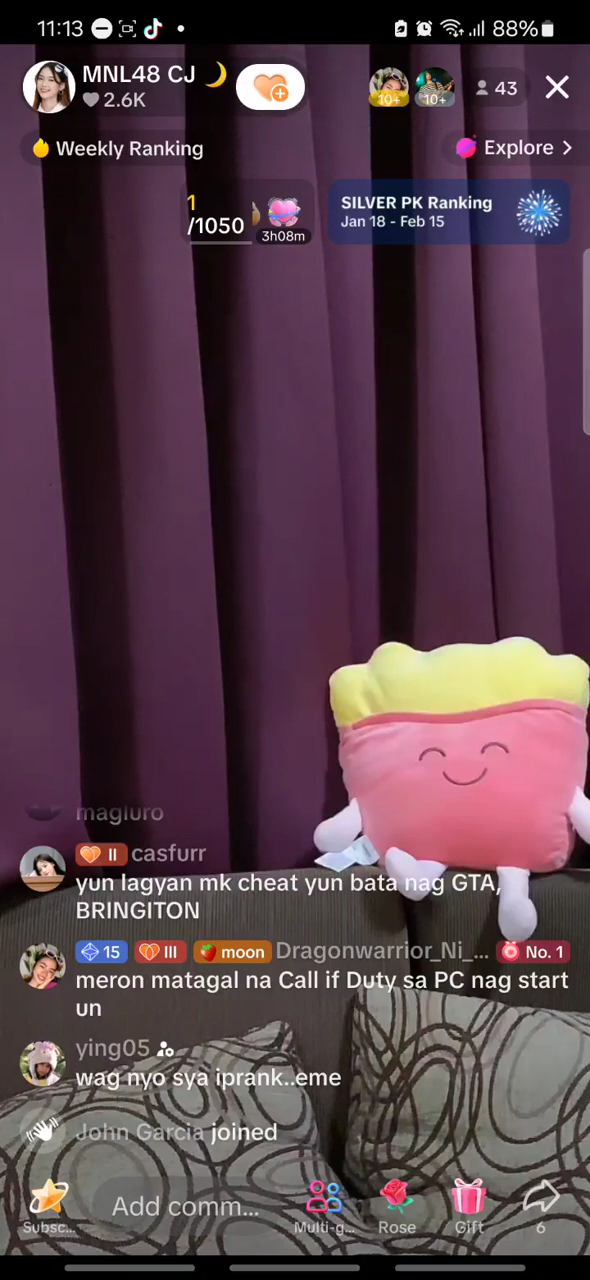 11:13
88%
MNL48 CJ 🌙
2.6K
10+
10+
43
Weekly Ranking
Explore >
1
/1050
3h08m
SILVER PK Ranking
Jan 18 - Feb 15
magluro
II casfurr
yun lagyan mk cheat yun bata nag GTA,
BRINGITON
15 III moon Dragonwarrior_Ni_... No. 1
meron matagal na Call if Duty sa PC nag start
un
ying05
wag nyo sya iprank..eme
John Garcia joined
Add comm...
Subsc...
Multi-g...
Rose
Gift
6